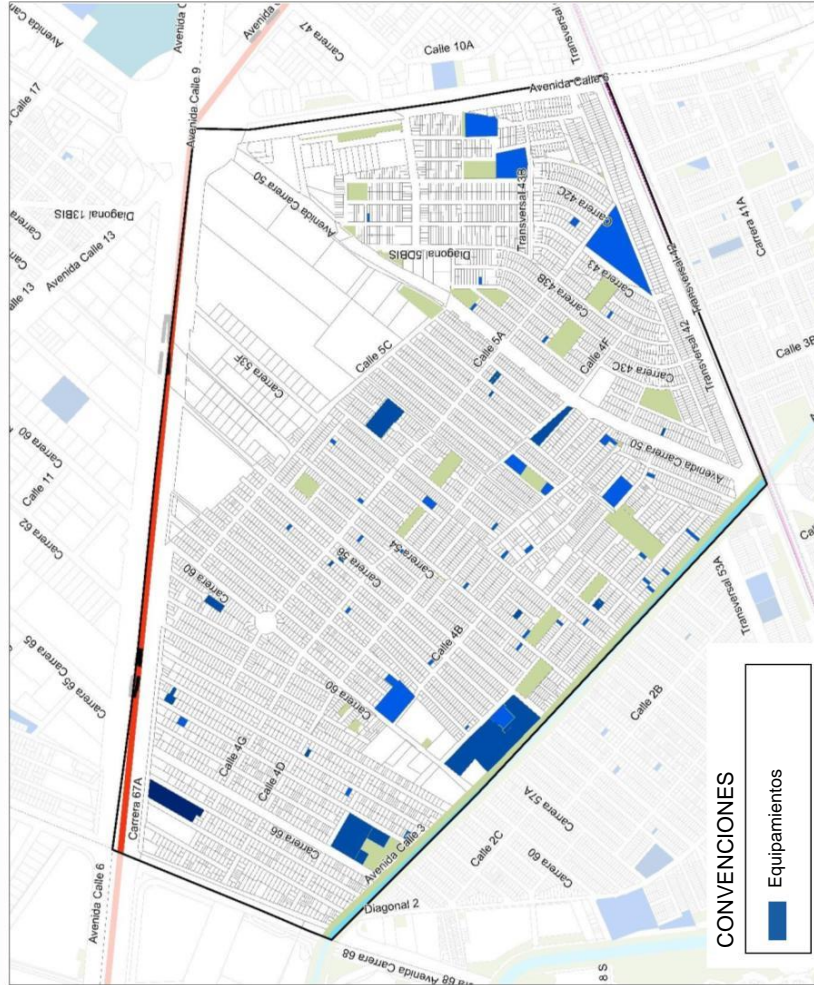 Avenida Calle 9
Carrera 47
Calle 10A
Calle 17
Diagonal 13BIS
Avenida Calle 13
Avenida Carrera 50
Avenida Calle 6
Transversal 43B
Carrera 42C
Diagonal 5DBIS
Carrera 43
Carrera 43B
Carrera 41A
Transversal 42
Calle 5A
Calle 5C
Carrera 53F
Calle 4F
Carrera 43C
Transversal 42
Calle 3B
Carrera 60
Calle 11
Carrera 62
Avenida Carrera 50
Carrera 54
Carrera 56
Carrera 60
Calle 4B
Transversal 53A
Carrera 65
Carrera 65
Carrera 60
Calle 4G
Calle 4D
Calle 2B
Carrera 67A
Carrera 66
Avenida Calle 3
Carrera 57A
Calle 2C
Carrera 60
Avenida Calle 6
Diagonal 2
68 Avenida Carrera 68
8 S
CONVENCIONES
Equipamientos